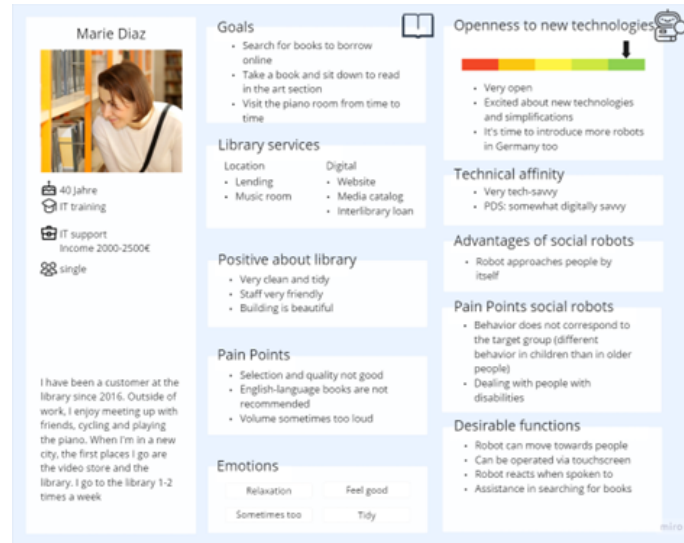 Marie Diaz
40 Jahre
IT training
IT support
Income 2000-2500€
single
I have been a customer at the
library since 2016. Outside of
work, I enjoy meeting up with
friends, cycling and playing
the piano. When I'm in a new
city, the first places I go are
the video store and the
library. I go to the library 1-2
times a week
Goals
• Search for books to borrow
online
• Take a book and sit down to read
in the art section
• Visit the piano room from time to
time
Library services
Location
• Lending
• Music room
Digital
• Website
• Media catalog
• Interlibrary loan
Positive about library
• Very clean and tidy
• Staff very friendly
• Building is beautiful
Pain Points
• Selection and quality not good
• English-language books are not
recommended
• Volume sometimes too loud
Emotions
Relaxation
Feel good
Sometimes too
Tidy
Openness to new technologies
• Very open
• Excited about new technologies
and simplifications
• It's time to introduce more robots
in Germany too
Technical affinity
• Very tech-savvy
• PDS: somewhat digitally savvy
Advantages of social robots
• Robot approaches people by
itself
Pain Points social robots
• Behavior does not correspond to
the target group (different
behavior in children than in older
people)
• Dealing with people with
disabilities
Desirable functions
• Robot can move towards people
• Can be operated via touchscreen
• Robot reacts when spoken to
• Assistance in searching for books
miro